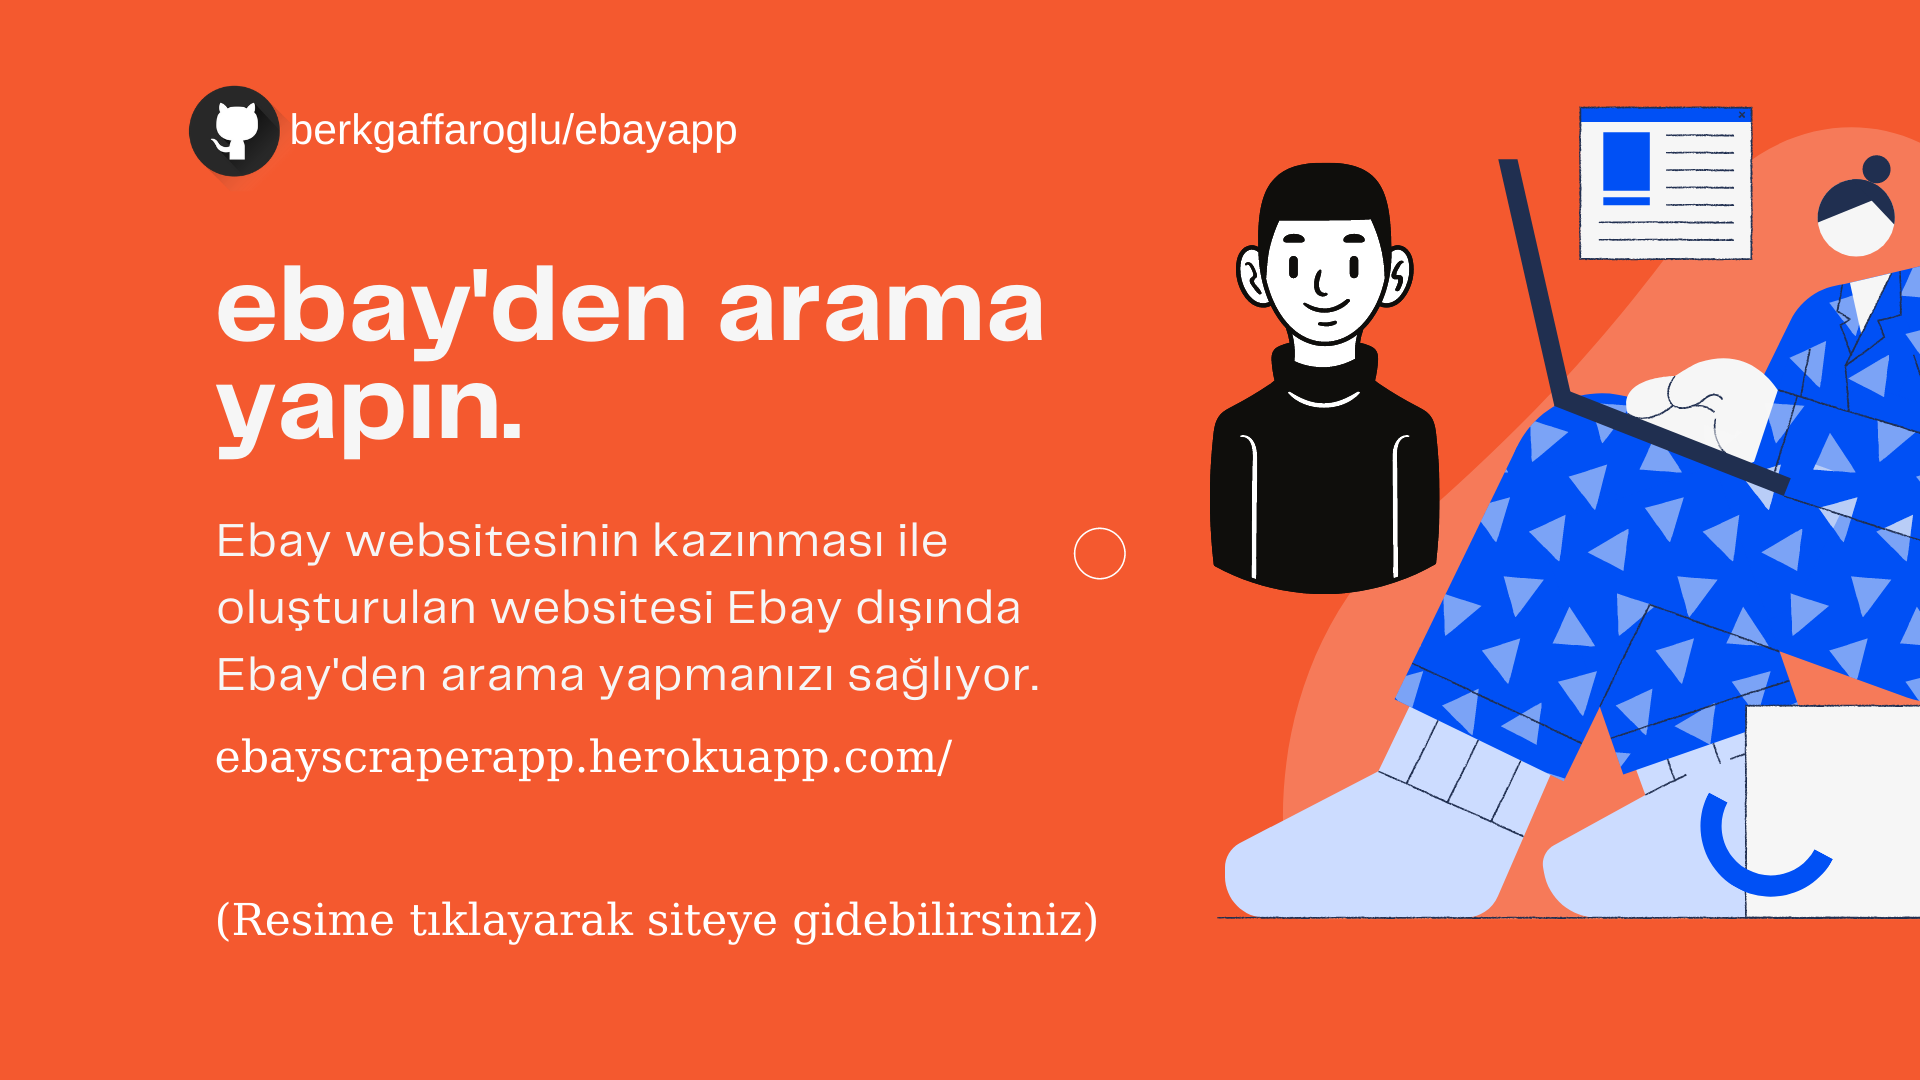 berkgaffaroglu/ebayapp
ebay'den arama
yapın.
Ebay websitesinin kazınması ile
oluşturulan websitesi Ebay dışında
Ebay'den arama yapmanızı sağlıyor.
ebayscraperapp.herokuapp.com/
(Resime tıklayarak siteye gidebilirsiniz)